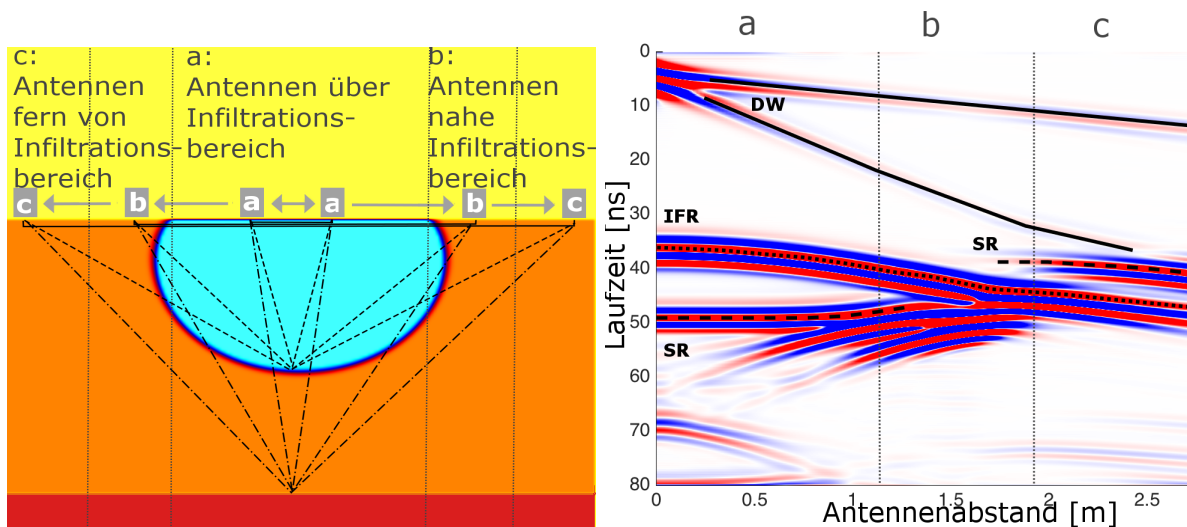 c:
Antennen
fern von
Infiltrations-
bereich
a:
Antennen über
Infiltrations-
bereich
b:
Antennen
nahe
Infiltrations-
bereich
c
b
a
a
b
c
a
b
c
0
10
20
30
40
50
60
70
80
Laufzeit [ns]
DW
IFR
SR
SR
0
0.5
1
1.5
2
2.5
Antennenabstand [m]